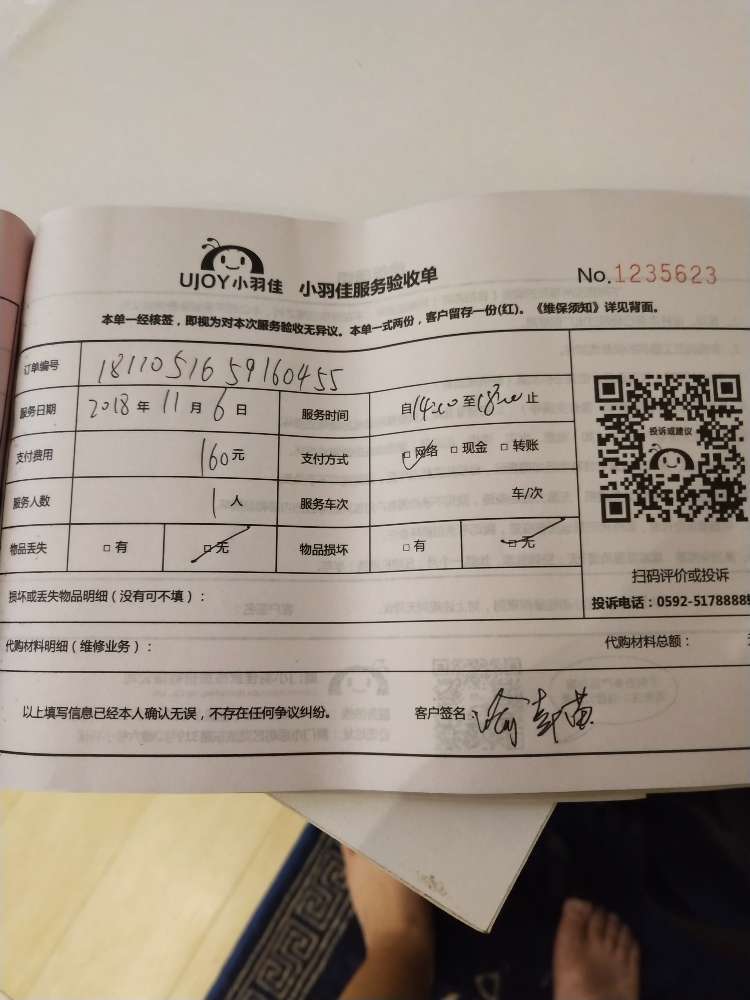 UJOY小羽佳 小羽佳服务验收单 No.1235623
本单一经核签，即视为对本次服务验收无异议。本单一式两份，客户留存一份(红)。《维保须知》详见背面。
订单编号 1811051659160455
服务日期 2018年11月6日 服务时间 自14:00至18:00止
支付费用 160元 支付方式 □网络 □现金 □转账
服务人数 1人 服务车次 车/次
物品丢失 □有 □无 物品损坏 □有 □无
投诉或建议
扫码评价或投诉
投诉电话：0592-5178888
损坏或丢失物品明细（没有可不填）：
代购材料明细（维修业务）： 代购材料总额：
以上填写信息已经本人确认无误，不存在任何争议纠纷。 客户签名：